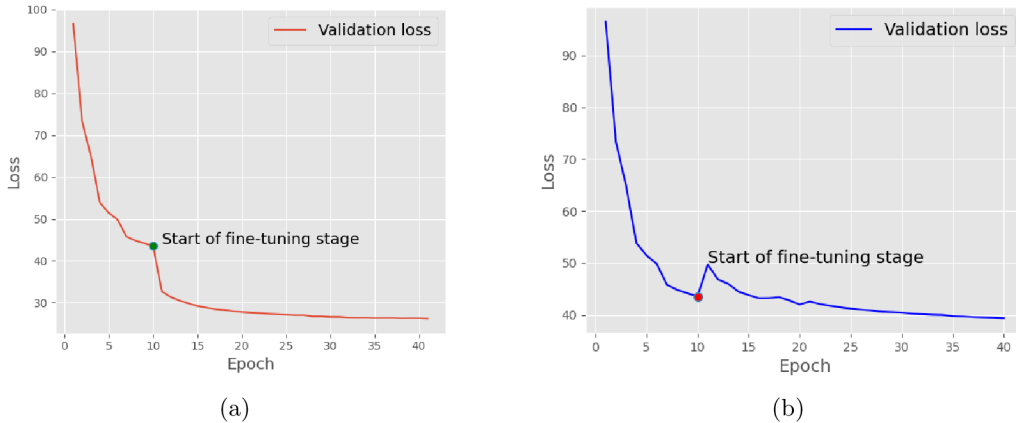 100
90
80
70
60
50
40
30
Loss
Validation loss
Start of fine-tuning stage
0 5 10 15 20 25 30 35 40
Epoch
(a)
90
80
70
60
50
40
Loss
Validation loss
Start of fine-tuning stage
0 5 10 15 20 25 30 35 40
Epoch
(b)